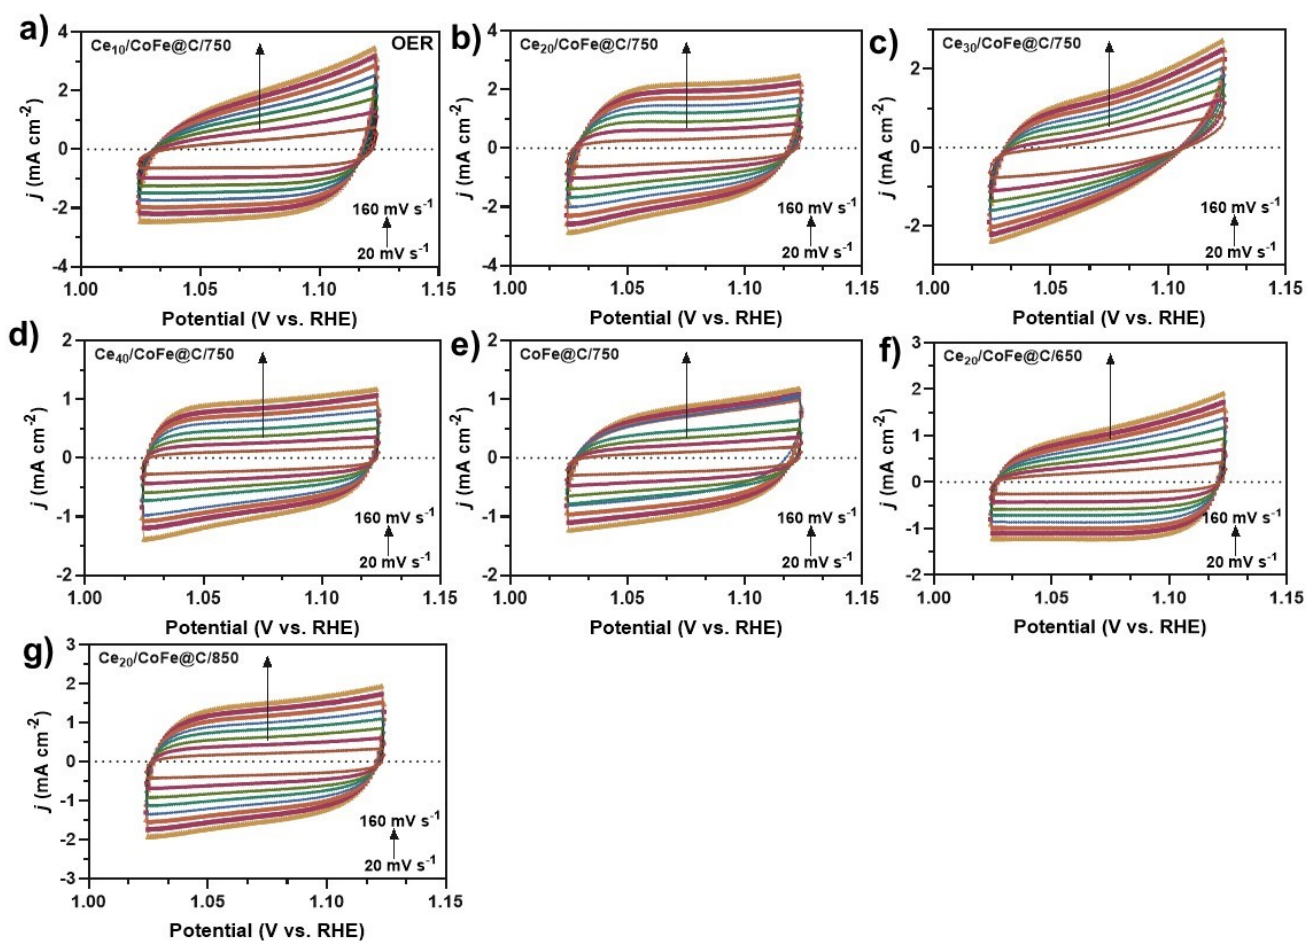 a)
Ce10/CoFe@C/750
OER
4
2
0
-2
-4
j (mA cm-2)
160 mV s-1
20 mV s-1
1.00
1.05
1.10
1.15
Potential (V vs. RHE)
b)
Ce20/CoFe@C/750
4
2
0
-2
-4
j (mA cm-2)
160 mV s-1
20 mV s-1
1.00
1.05
1.10
1.15
Potential (V vs. RHE)
c)
Ce30/CoFe@C/750
2
0
-2
j (mA cm-2)
160 mV s-1
20 mV s-1
1.00
1.05
1.10
1.15
Potential (V vs. RHE)
d)
Ce40/CoFe@C/750
2
1
0
-1
-2
j (mA cm-2)
160 mV s-1
20 mV s-1
1.00
1.05
1.10
1.15
Potential (V vs. RHE)
e)
CoFe@C/750
2
1
0
-1
-2
j (mA cm-2)
160 mV s-1
20 mV s-1
1.00
1.05
1.10
1.15
Potential (V vs. RHE)
f)
Ce20/CoFe@C/650
3
2
1
0
-1
-2
j (mA cm-2)
160 mV s-1
20 mV s-1
1.00
1.05
1.10
1.15
Potential (V vs. RHE)
g)
Ce20/CoFe@C/850
3
2
1
0
-1
-2
-3
j (mA cm-2)
160 mV s-1
20 mV s-1
1.00
1.05
1.10
1.15
Potential (V vs. RHE)